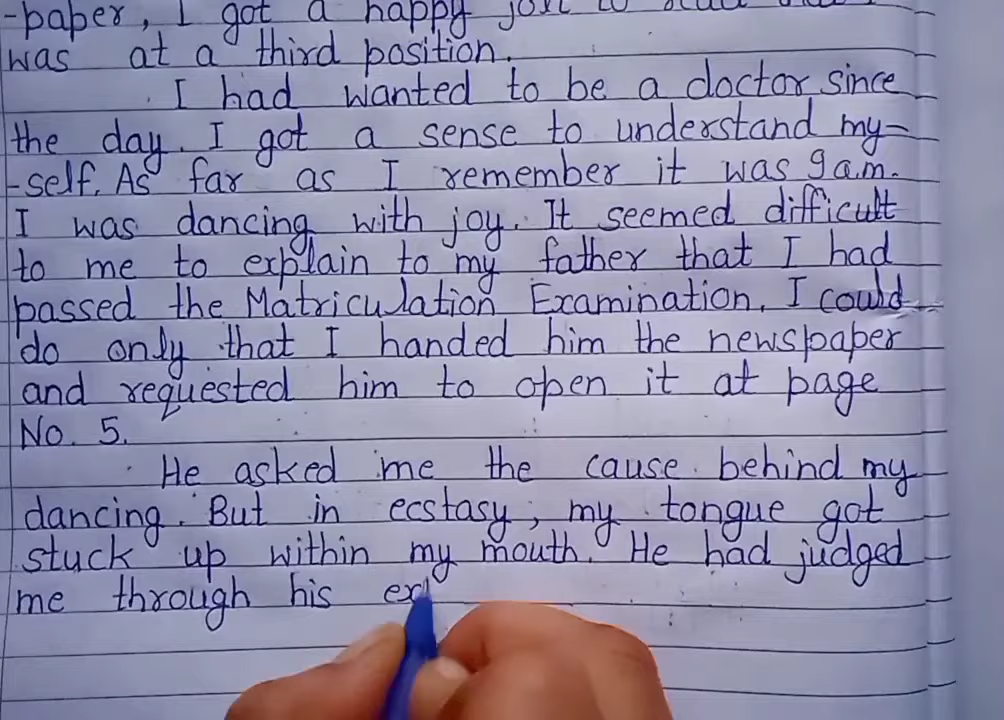 -paper, I got a happy jolt to
was at a third position.
I had wanted to be a doctor since
the day. I got a sense to understand my-
-self. As far as I remember it was 9 a.m.
I was dancing with joy. It seemed difficult
to me to explain to my father that I had
passed the Matriculation Examination. I could
do only that I handed him the newspaper
and requested him to open it at page
No. 5.
He asked me the cause behind my
dancing. But in ecstasy, my tongue got
stuck up within my mouth. He had judged
me through his ex